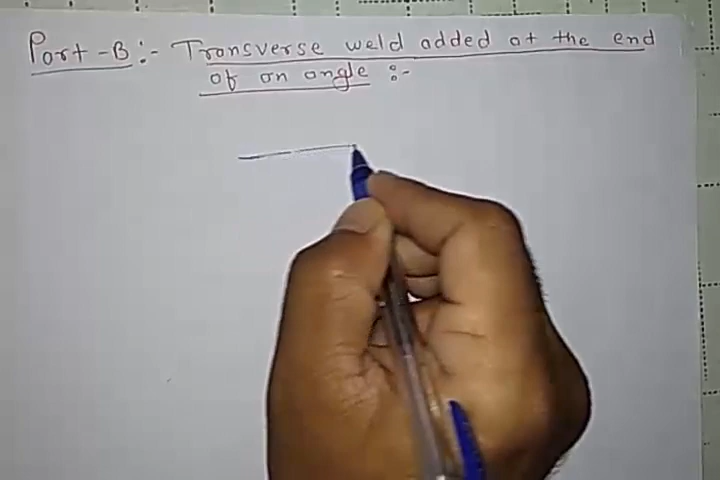 Part-B:- Transverse weld added at the end
of an angle :-